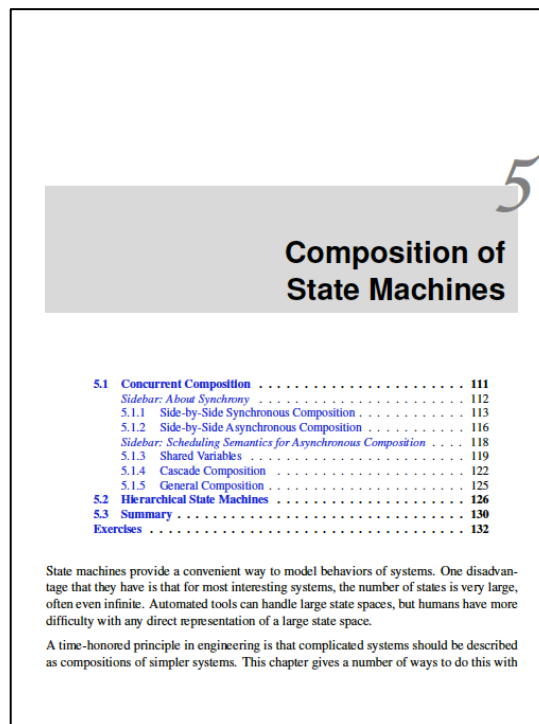 5
Composition of
State Machines
5.1 Concurrent Composition . . . . . . . . . . . . . . . . . . . . . . . 111
Sidebar: About Synchrony . . . . . . . . . . . . . . . . . . . . . 112
5.1.1 Side-by-Side Synchronous Composition . . . . . . . . . . . . 113
5.1.2 Side-by-Side Asynchronous Composition . . . . . . . . . . . 116
Sidebar: Scheduling Semantics for Asynchronous Composition . . . . 118
5.1.3 Shared Variables . . . . . . . . . . . . . . . . . . . . . 119
5.1.4 Cascade Composition . . . . . . . . . . . . . . . . . . . 122
5.1.5 General Composition . . . . . . . . . . . . . . . . . . . . 125
5.2 Hierarchical State Machines . . . . . . . . . . . . . . . . . . . . . 126
5.3 Summary . . . . . . . . . . . . . . . . . . . . . . . . . . . . . . . . 130
Exercises . . . . . . . . . . . . . . . . . . . . . . . . . . . . . . . . . . . 132
State machines provide a convenient way to model behaviors of systems. One disadvan-
tage that they have is that for most interesting systems, the number of states is very large,
often even infinite. Automated tools can handle large state spaces, but humans have more
difficulty with any direct representation of a large state space.
A time-honored principle in engineering is that complicated systems should be described
as compositions of simpler systems. This chapter gives a number of ways to do this with